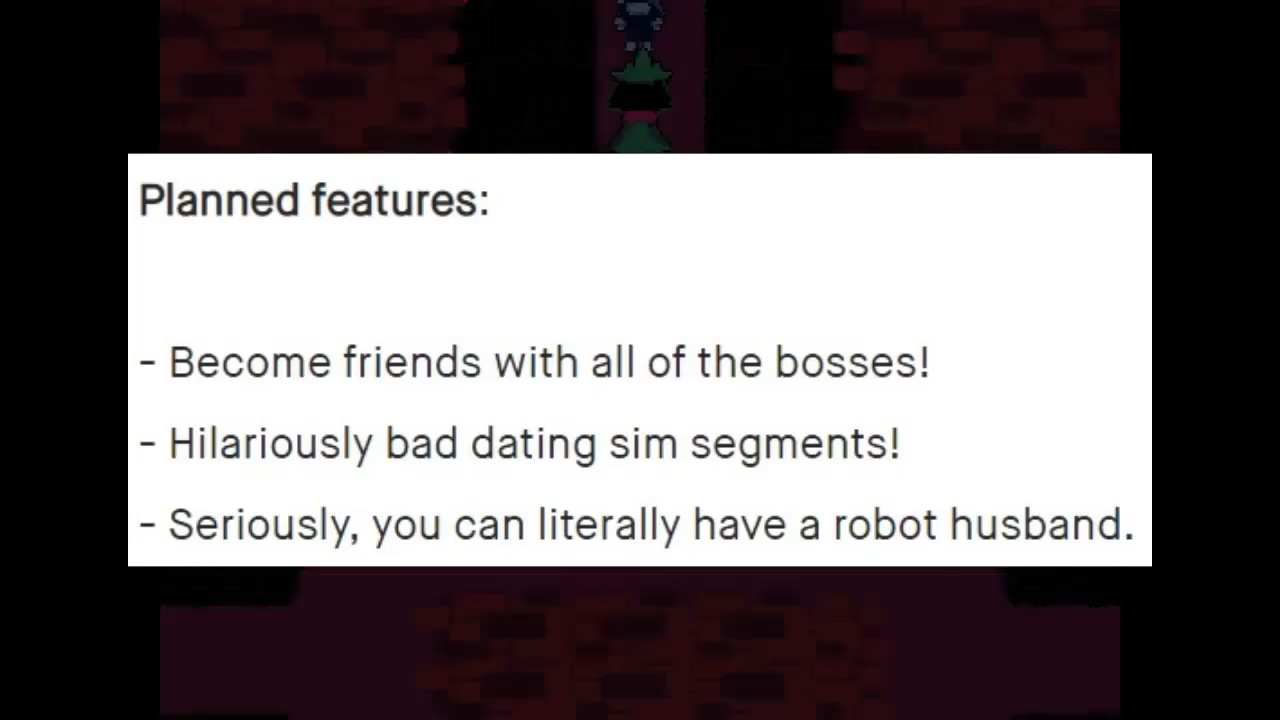 Planned features:
- Become friends with all of the bosses!
- Hilariously bad dating sim segments!
- Seriously, you can literally have a robot husband.